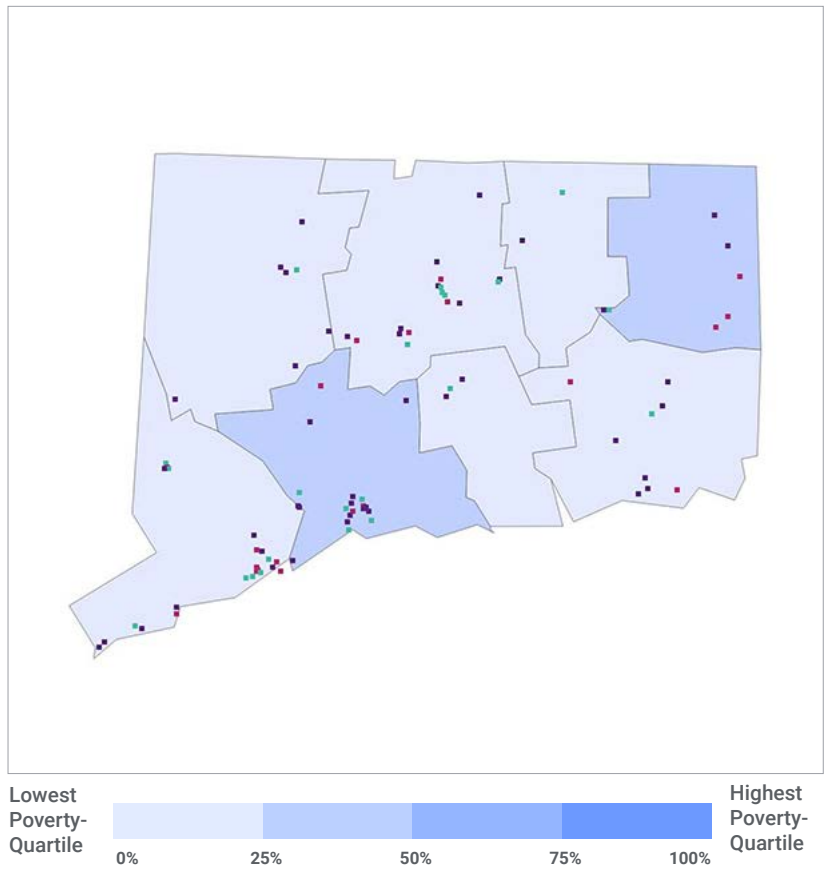 Lowest
Poverty-
Quartile
0%
25%
50%
75%
100%
Highest
Poverty-
Quartile